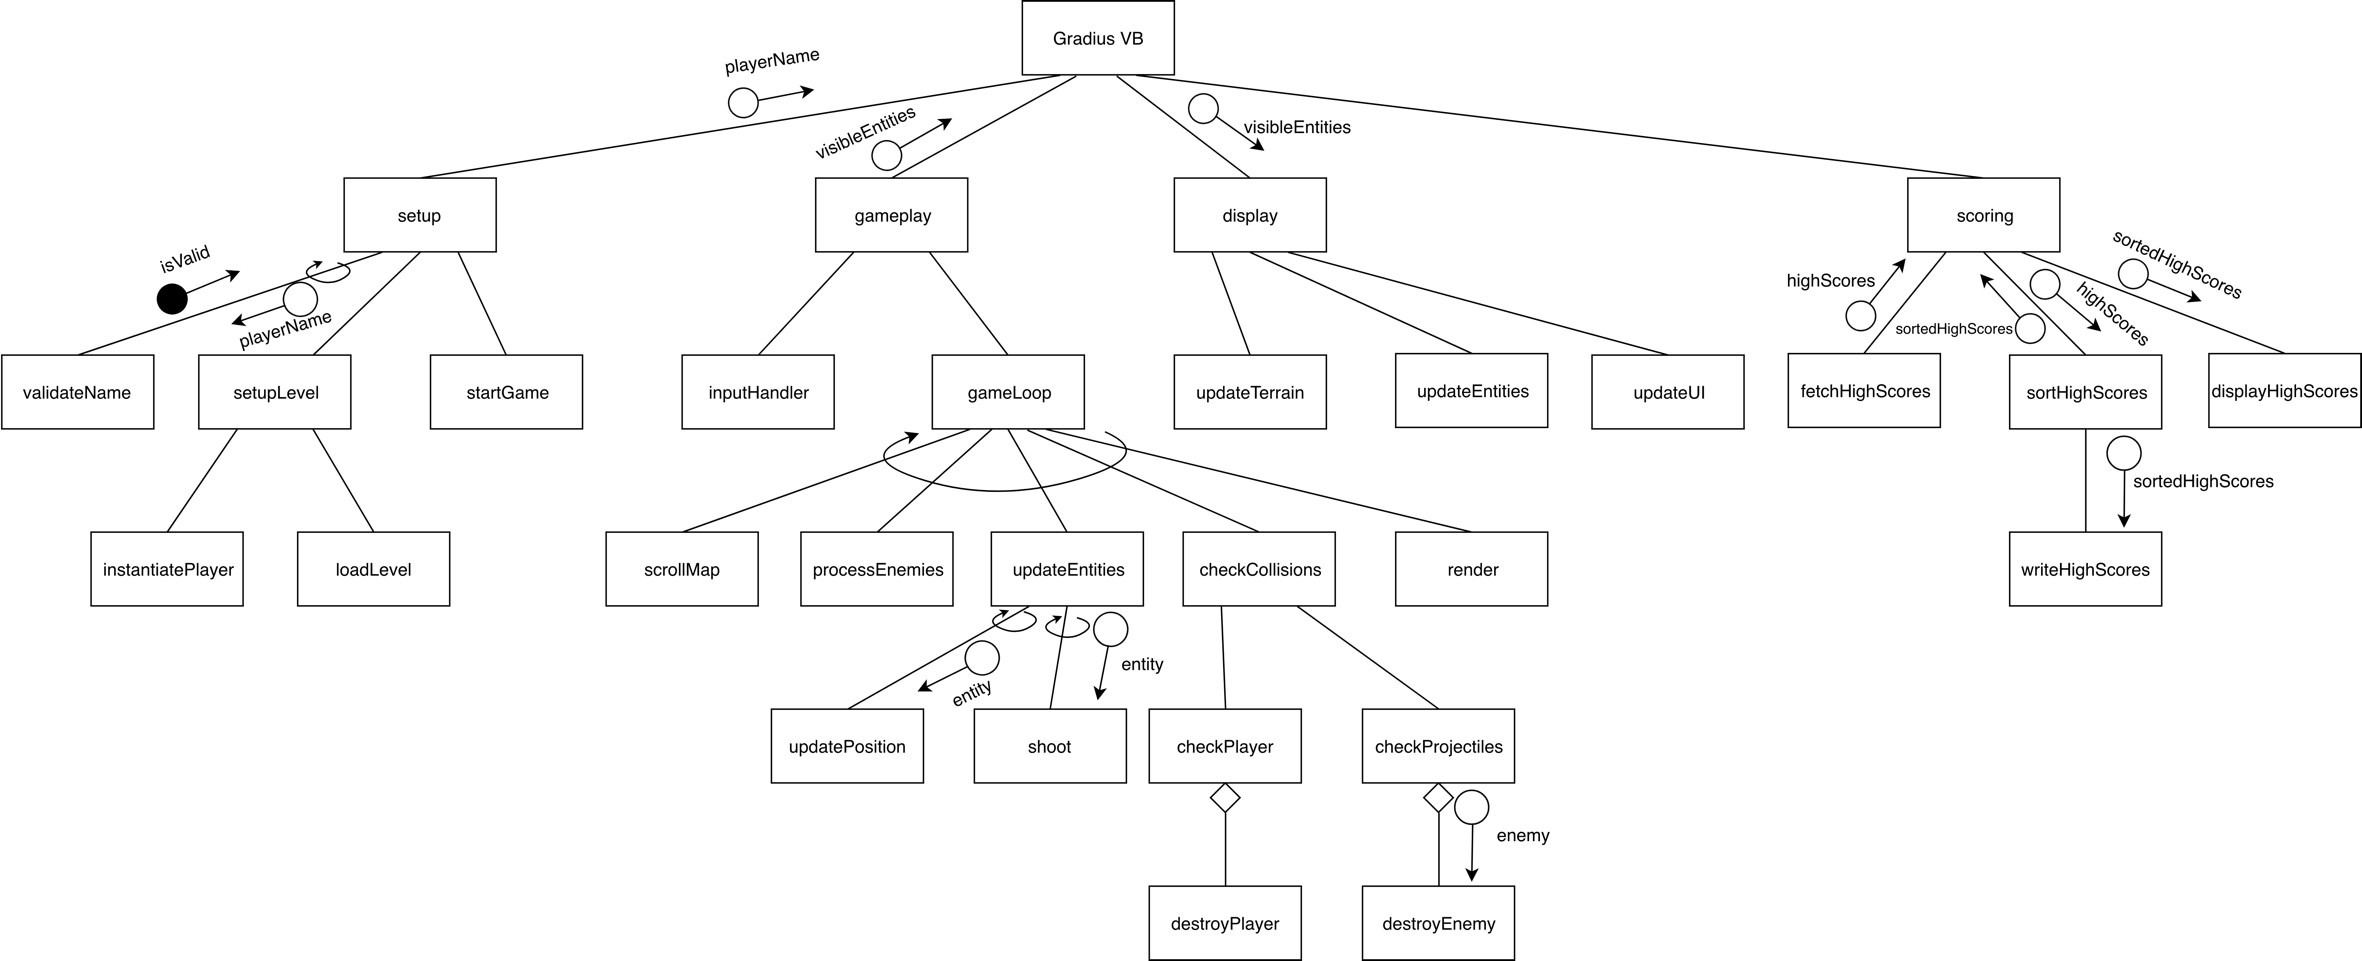 Gradius VB
playerName
visibleEntities
visibleEntities
setup
gameplay
display
scoring
isValid
playerName
highScores
sortedHighScores
highScores
sortedHighScores
validateName
setupLevel
startGame
inputHandler
gameLoop
updateTerrain
updateEntities
updateUI
fetchHighScores
sortHighScores
displayHighScores
sortedHighScores
instantiatePlayer
loadLevel
scrollMap
processEnemies
updateEntities
checkCollisions
render
writeHighScores
entity
entity
updatePosition
shoot
checkPlayer
checkProjectiles
enemy
destroyPlayer
destroyEnemy